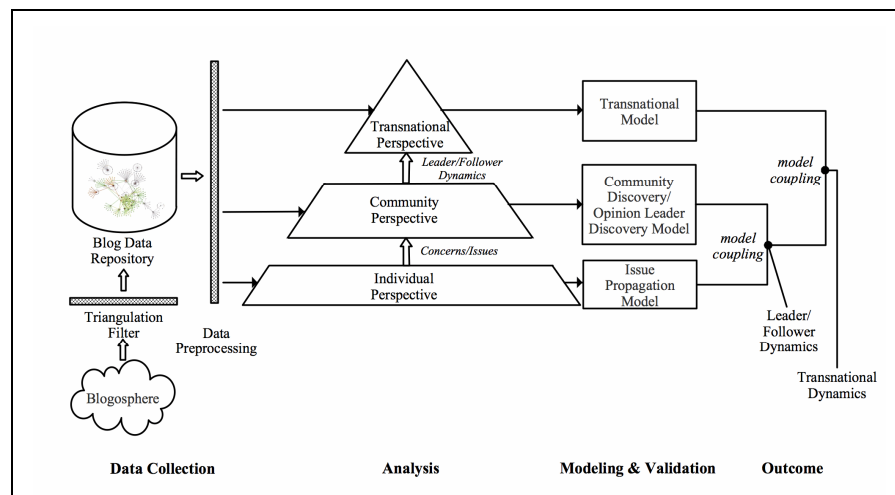 Transnational
Perspective
Leader/Follower
Dynamics
Community
Perspective
Concerns/Issues
Individual
Perspective
Blog Data
Repository
Triangulation
Filter
Blogosphere
Data
Preprocessing
Transnational
Model
Community
Discovery/
Opinion Leader
Discovery Model
Issue
Propagation
Model
model
coupling
model
coupling
Leader/
Follower
Dynamics
Transnational
Dynamics
Data Collection
Analysis
Modeling & Validation
Outcome